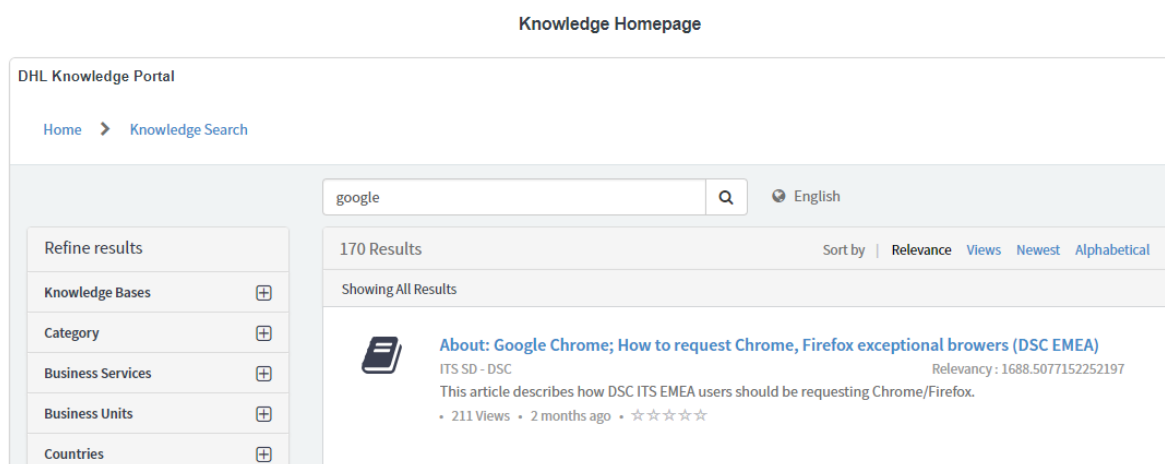 Knowledge Homepage
DHL Knowledge Portal
Home > Knowledge Search
google
English
Refine results
Knowledge Bases
Category
Business Services
Business Units
Countries
170 Results
Sort by | Relevance Views Newest Alphabetical
Showing All Results
About: Google Chrome; How to request Chrome, Firefox exceptional browers (DSC EMEA)
ITS SD - DSC Relevancy : 1688.5077152252197
This article describes how DSC ITS EMEA users should be requesting Chrome/Firefox.
• 211 Views • 2 months ago • ☆☆☆☆☆